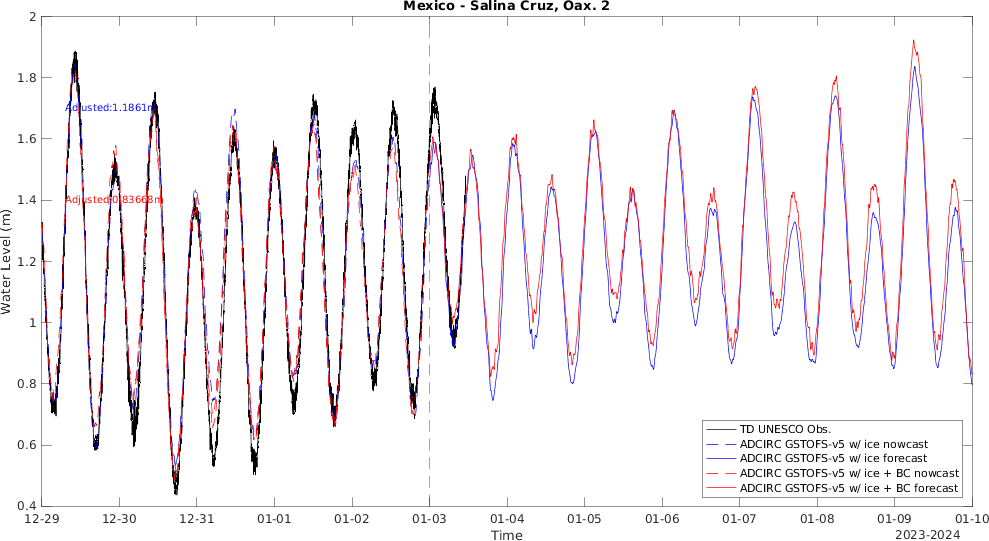 Mexico - Salina Cruz, Oax. 2
Water Level (m)
2
1.8
1.6
1.4
1.2
1
0.8
0.6
0.4
Adjusted:1.1861m
Adjusted:0.83668m
TD UNESCO Obs.
ADCIRC GSTOFS-v5 w/ ice nowcast
ADCIRC GSTOFS-v5 w/ ice forecast
ADCIRC GSTOFS-v5 w/ ice + BC nowcast
ADCIRC GSTOFS-v5 w/ ice + BC forecast
12-29 12-30 12-31 01-01 01-02 01-03 01-04 01-05 01-06 01-07 01-08 01-09 01-10
Time
2023-2024